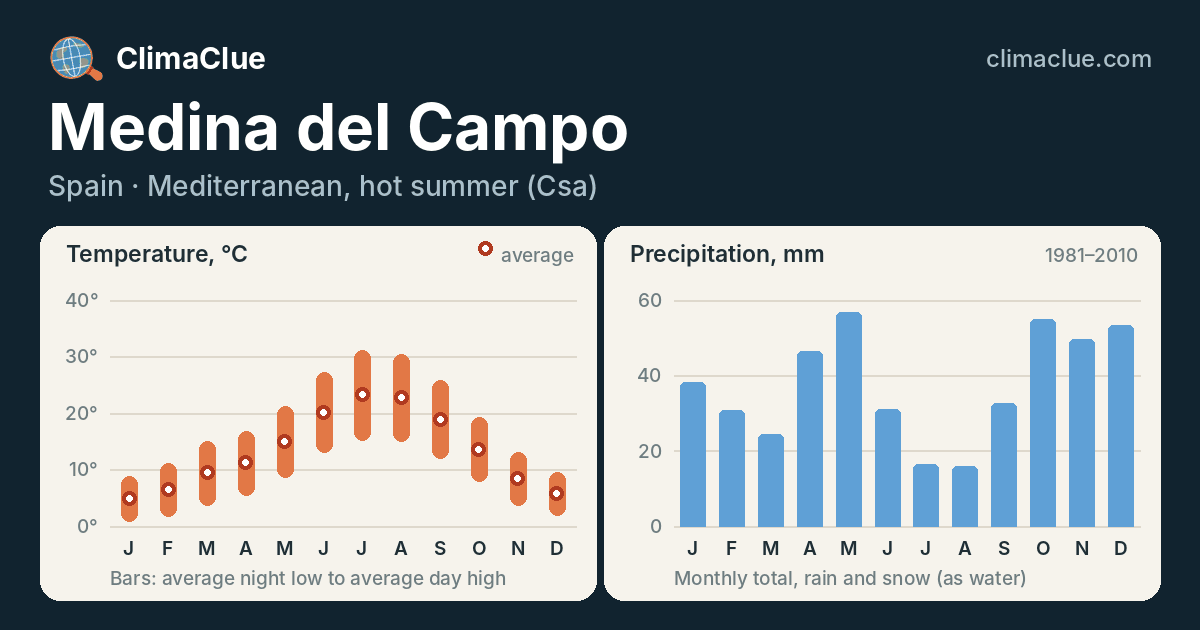 ClimaClue
climaclue.com
Medina del Campo
Spain · Mediterranean, hot summer (Csa)
Temperature, °C
average
40°
30°
20°
10°
0°
J F M A M J J A S O N D
Bars: average night low to average day high
Precipitation, mm
1981–2010
60
40
20
0
J F M A M J J A S O N D
Monthly total, rain and snow (as water)